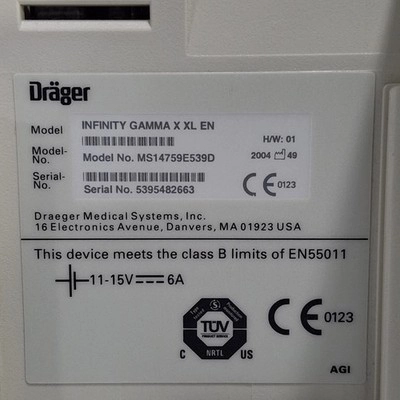 Dräger
Model INFINITY GAMMA X XL EN
H/W: 01
Model-No. Model No. MS14759E539D
2004 49
Serial-No. Serial No. 5395482663
CE 0123
Draeger Medical Systems, Inc.
16 Electronics Avenue, Danvers, MA 01923 USA
This device meets the class B limits of EN55011
11-15V 6A
TÜV
PRODUCT SERVICE
C NRTL US
CE 0123
AGI